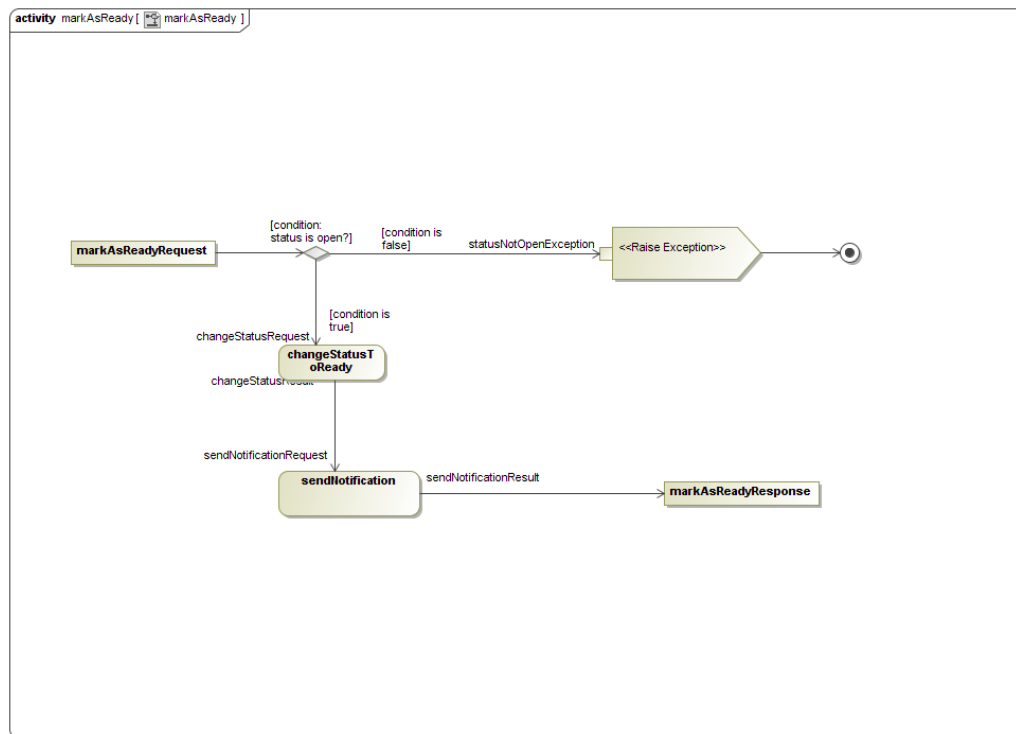 activity markAsReady [ markAsReady ]
[condition:
status is open?]
[condition is
false]
markAsReadyRequest
statusNotOpenException
<<Raise Exception>>
[condition is
true]
changeStatusRequest
changeStatusT
oReady
changeStatusResult
sendNotificationRequest
sendNotification
sendNotificationResult
markAsReadyResponse